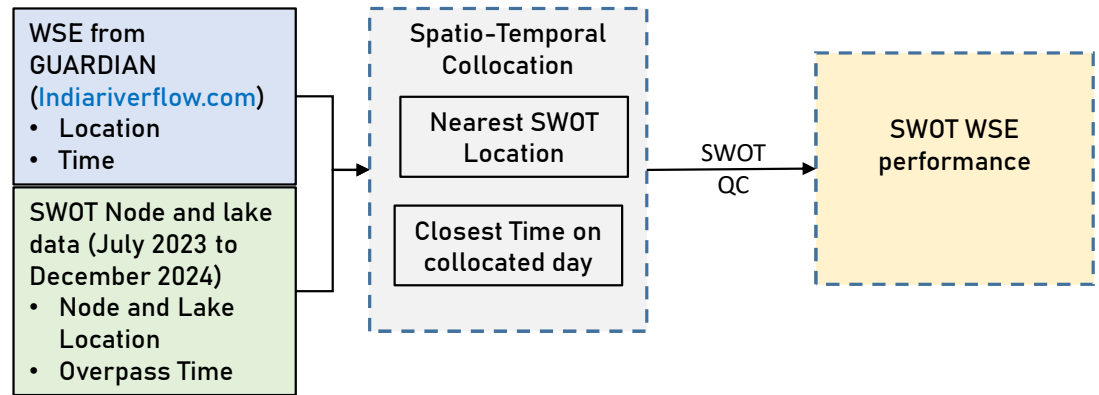 WSE from
GUARDIAN
(Indiariverflow.com)
• Location
• Time
SWOT Node and lake
data (July 2023 to
December 2024)
• Node and Lake
Location
• Overpass Time
Spatio-Temporal
Collocation
Nearest SWOT
Location
Closest Time on
collocated day
SWOT
QC
SWOT WSE
performance